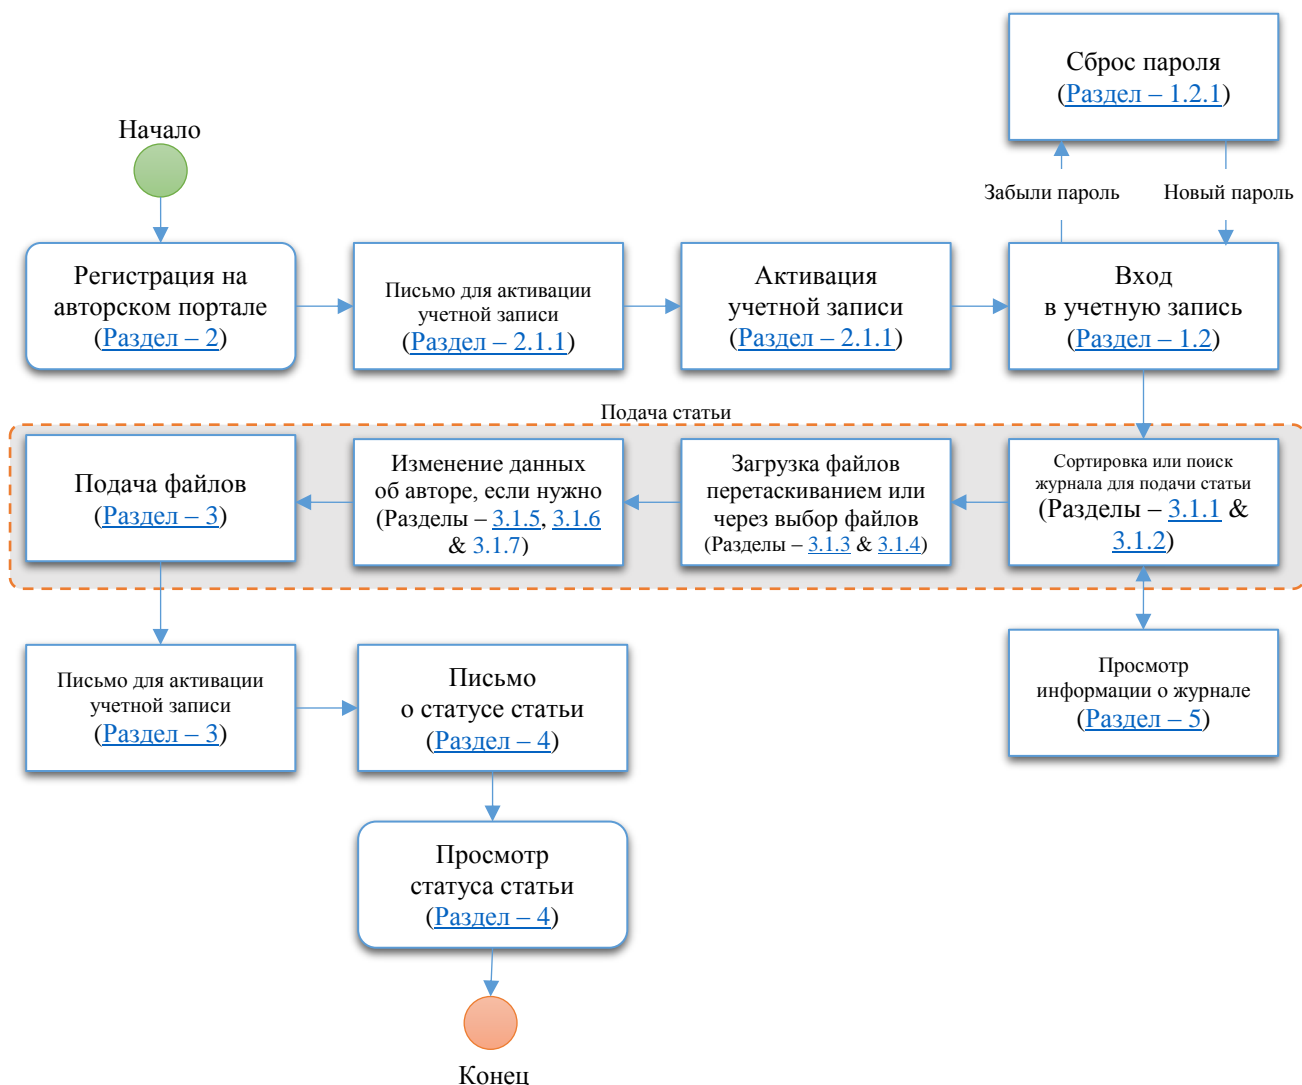 Сброс пароля
(Раздел – 1.2.1)
Начало
Забыли пароль
Новый пароль
Регистрация на
авторском портале
(Раздел – 2)
Письмо для активации
учетной записи
(Раздел – 2.1.1)
Активация
учетной записи
(Раздел – 2.1.1)
Вход
в учетную запись
(Раздел – 1.2)
Подача статьи
Подача файлов
(Раздел – 3)
Изменение данных
об авторе, если нужно
(Разделы – 3.1.5, 3.1.6
& 3.1.7)
Загрузка файлов
перетаскиванием или
через выбор файлов
(Разделы – 3.1.3 & 3.1.4)
Сортировка или поиск
журнала для подачи статьи
(Разделы – 3.1.1 &
3.1.2)
Письмо для активации
учетной записи
(Раздел – 3)
Письмо
о статусе статьи
(Раздел – 4)
Просмотр
информации о журнале
(Раздел – 5)
Просмотр
статуса статьи
(Раздел – 4)
Конец